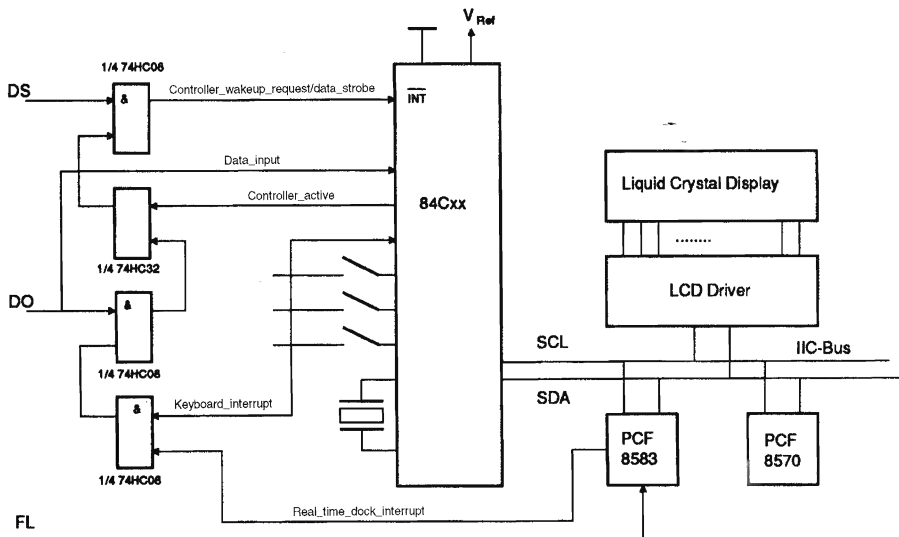 V Ref
1/4 74HC08
DS
&
Controller_wakeup_request/data_strobe
INT
Data_input
Controller_active
84Cxx
Liquid Crystal Display
........
1/4 74HC32
LCD Driver
DO
&
1/4 74HC08
SCL
IIC-Bus
SDA
&
Keyboard_interrupt
PCF
8583
PCF
8570
1/4 74HC08
Real_time_dock_interrupt
FL